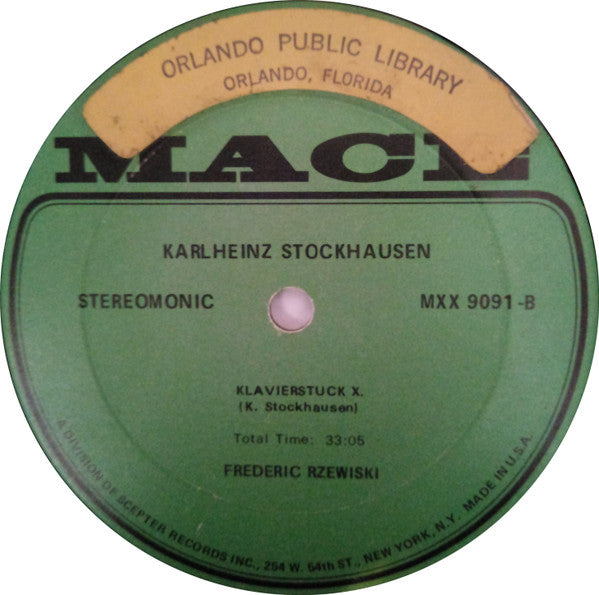 ORLANDO PUBLIC LIBRARY
ORLANDO, FLORIDA
MACE
KARLHEINZ STOCKHAUSEN
STEREOMONIC
MXX 9091-B
KLAVIERSTUCK X.
(K. Stockhausen)
Total Time: 33:05
FREDERIC RZEWISKI
A DIVISION OF SCEPTER RECORDS INC., 254 W. 54th ST., NEW YORK, N.Y. MADE IN U.S.A.